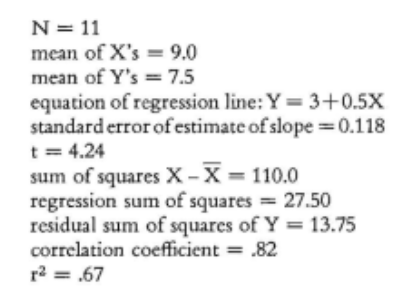 N = 11
mean of X's = 9.0
mean of Y's = 7.5
equation of regression line: Y = 3+0.5X
standard error of estimate of slope = 0.118
t = 4.24
sum of squares X – X̅ = 110.0
regression sum of squares = 27.50
residual sum of squares of Y = 13.75
correlation coefficient = .82
r² = .67